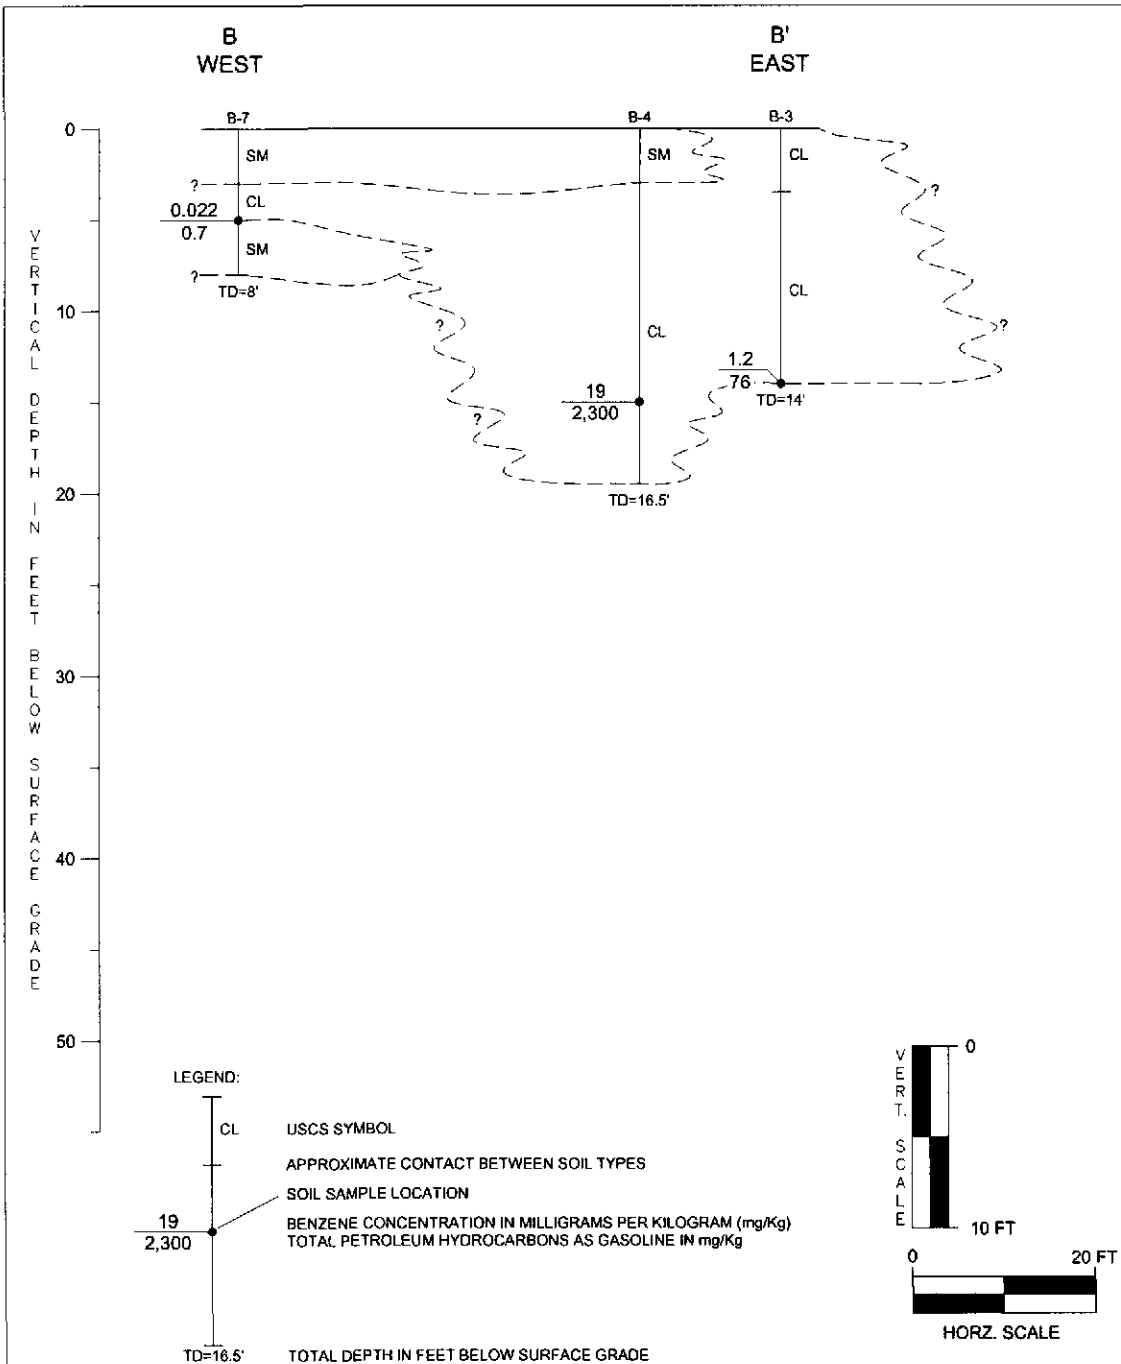 B
WEST
B'
EAST
B-7
B-4
B-3
0
SM
SM
CL
?
?
CL
0.022
0.7
SM
?
TD=8'
CL
10
?
?
CL
1.2
76
TD=14'
19
2,300
?
20
TD=16.5'
30
40
50
VERTICAL DEPTH IN FEET BELOW SURFACE GRADE
LEGEND:
CL
USCS SYMBOL
APPROXIMATE CONTACT BETWEEN SOIL TYPES
SOIL SAMPLE LOCATION
19
2,300
BENZENE CONCENTRATION IN MILLIGRAMS PER KILOGRAM (mg/Kg)
TOTAL PETROLEUM HYDROCARBONS AS GASOLINE IN mg/Kg
TD=16.5'
TOTAL DEPTH IN FEET BELOW SURFACE GRADE
VERT. SCALE
0
10 FT
0
20 FT
HORZ. SCALE